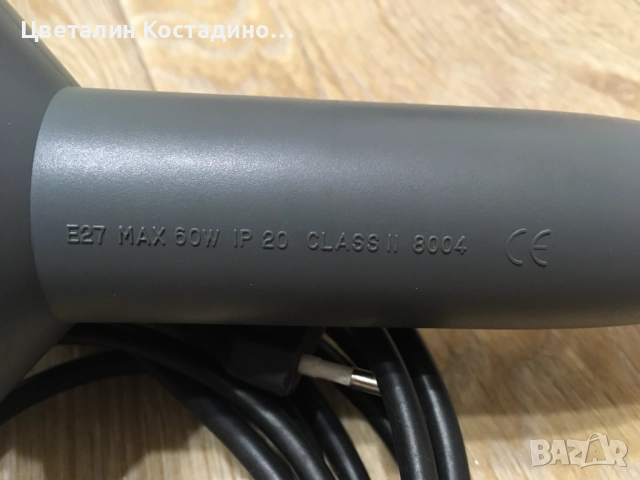 Цветалин Костадино...
E27 MAX 60W IP 20 CLASS II 8004 CE
BAZAR